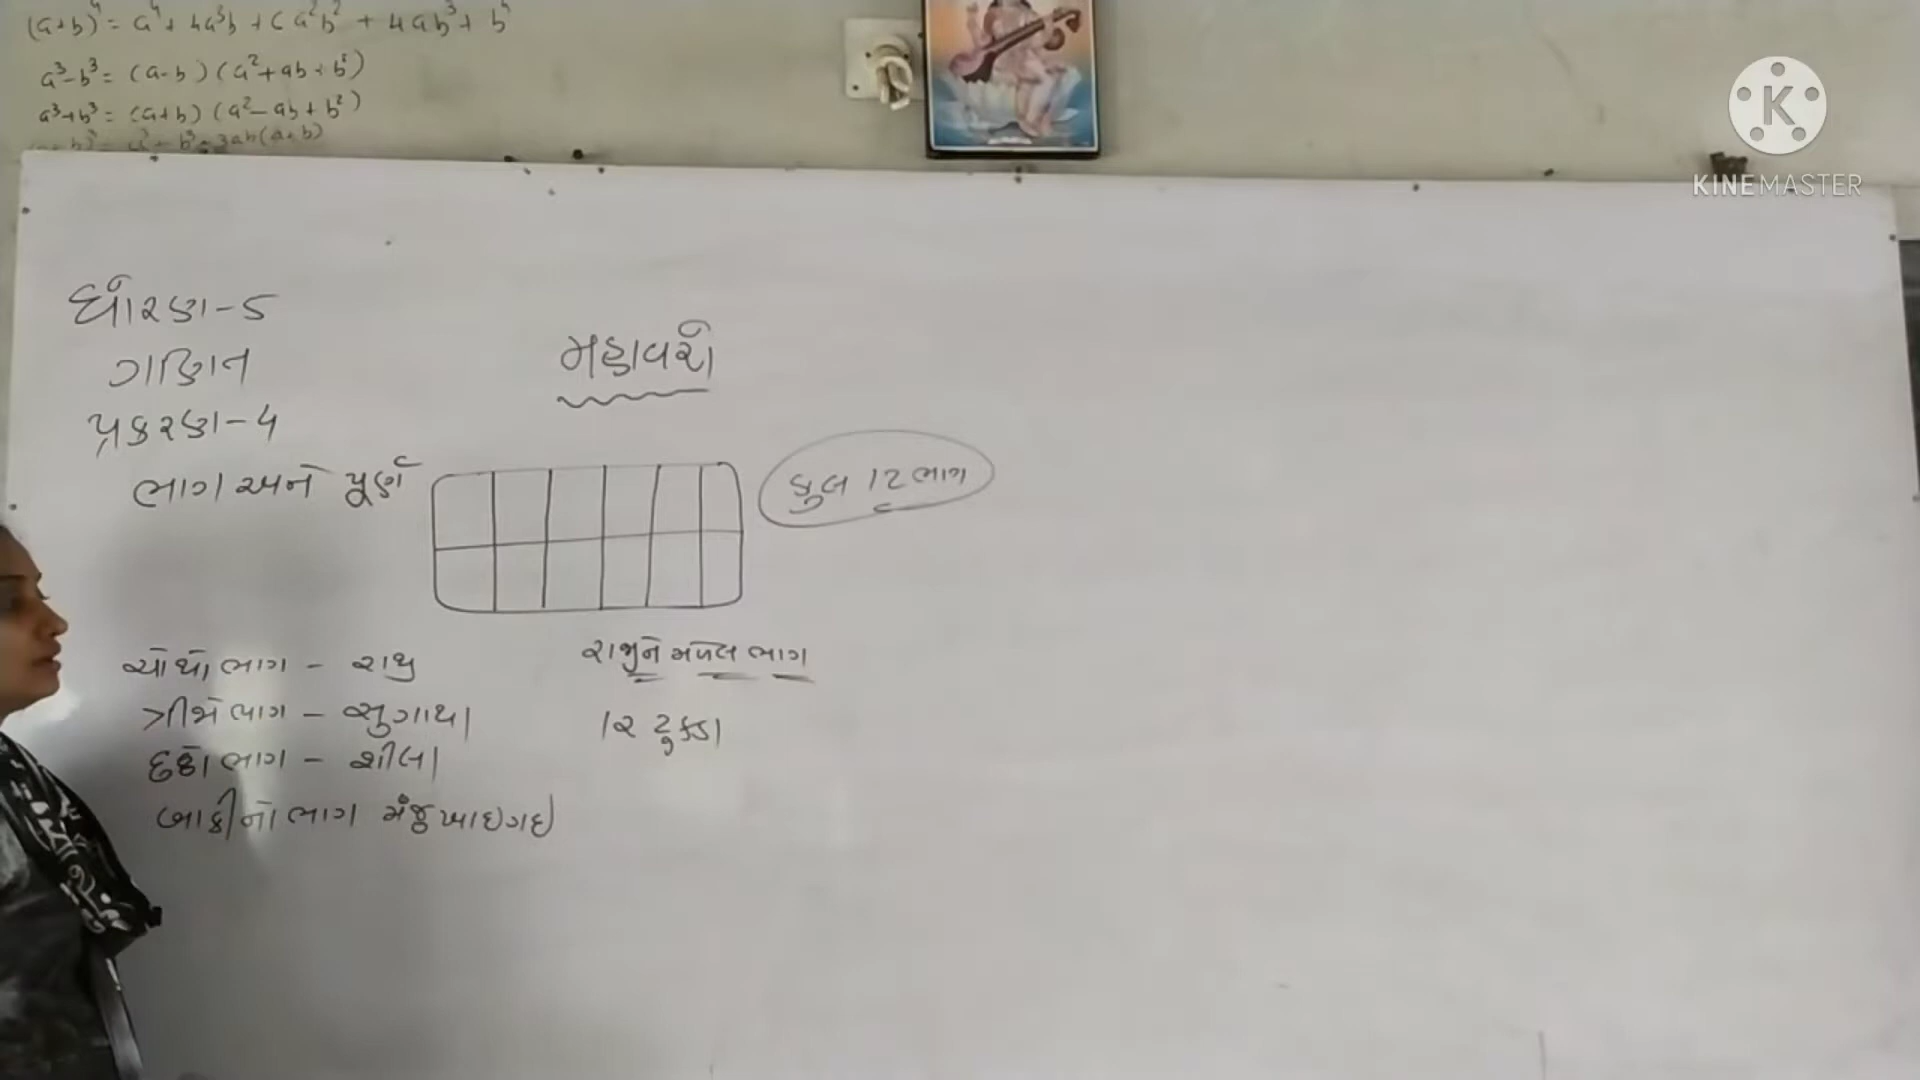 (a+b)⁴ = a⁴ + 4a³b + 6a²b² + 4ab³ + b⁴
a³-b³ = (a-b) (a²+ab+b²)
a³+b³ = (a+b) (a²-ab+b²)
KINEMASTER
ધોરણ-5
ગણિત
પ્રકરણ-4
ભાગ અને પૂર્ણ
મહાવરો
કુલ 12 ભાગ
ચોથો ભાગ - રાજુ
ત્રીજો ભાગ - સુગાથા
છઠ્ઠો ભાગ - શીલા
બાકીનો ભાગ મંજુ ખાઇ ગઇ
રાજુને મળેલ ભાગ
૧૨ ટુકડા